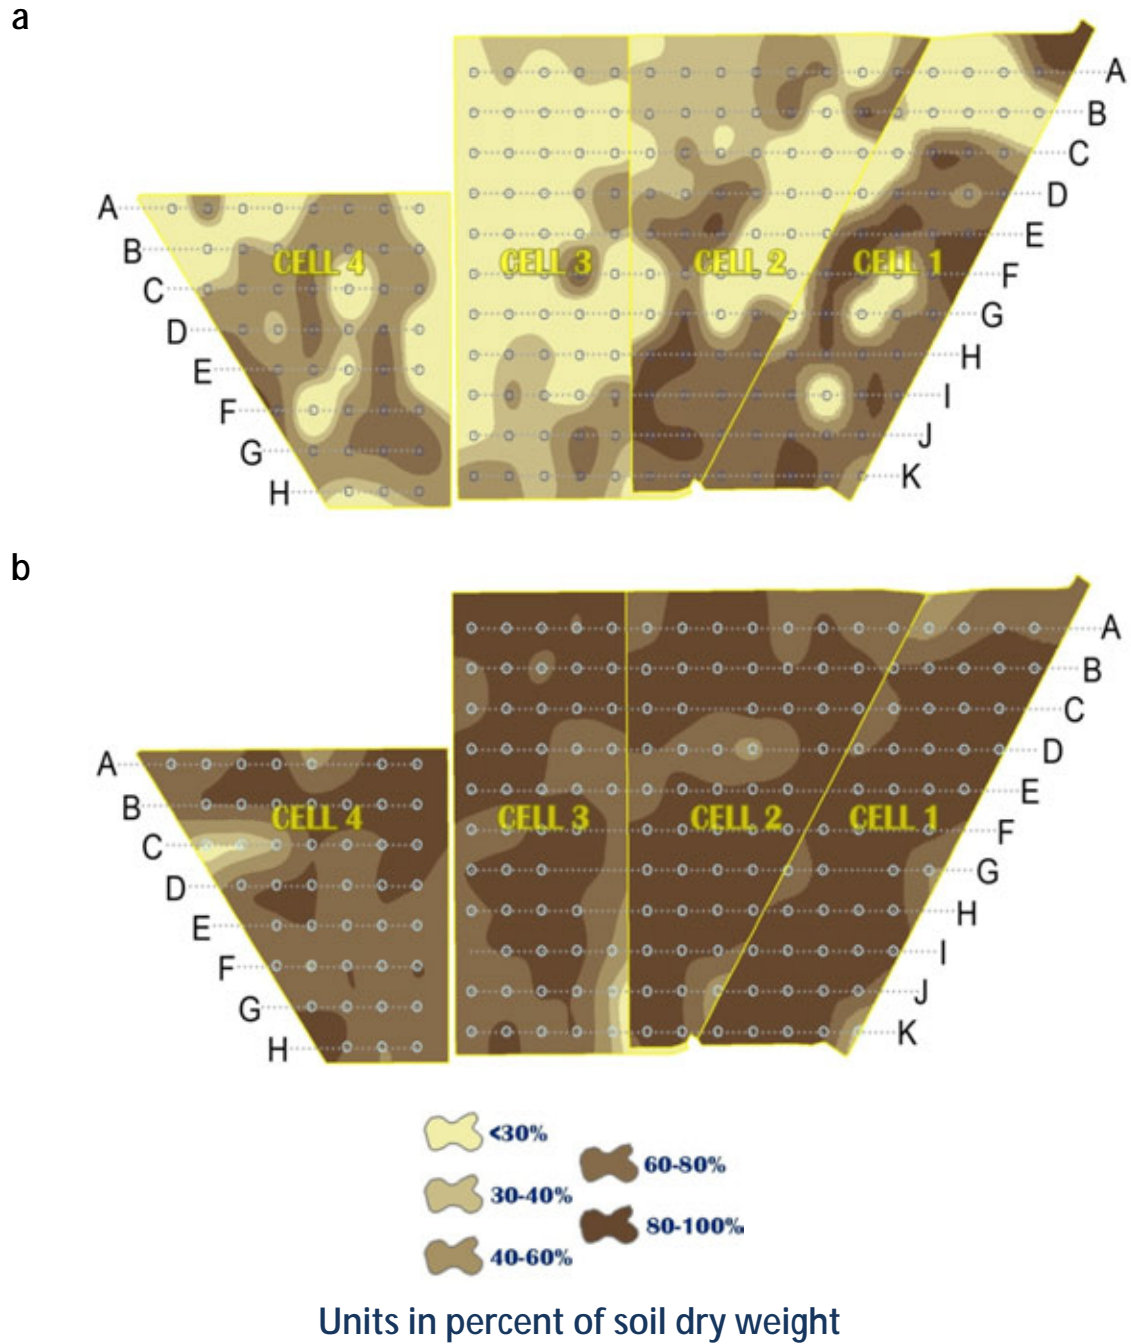 a
A
B
C
A
D
B
E
CELL 4 CELL 3 CELL 2 CELL 1
F
C
G
D
H
E
I
F
J
G
K
H
b
A
B
C
A
D
B
E
CELL 4 CELL 3 CELL 2 CELL 1
F
C
G
D
H
E
I
F
J
G
K
H
<30%
60-80%
30-40%
80-100%
40-60%
Units in percent of soil dry weight